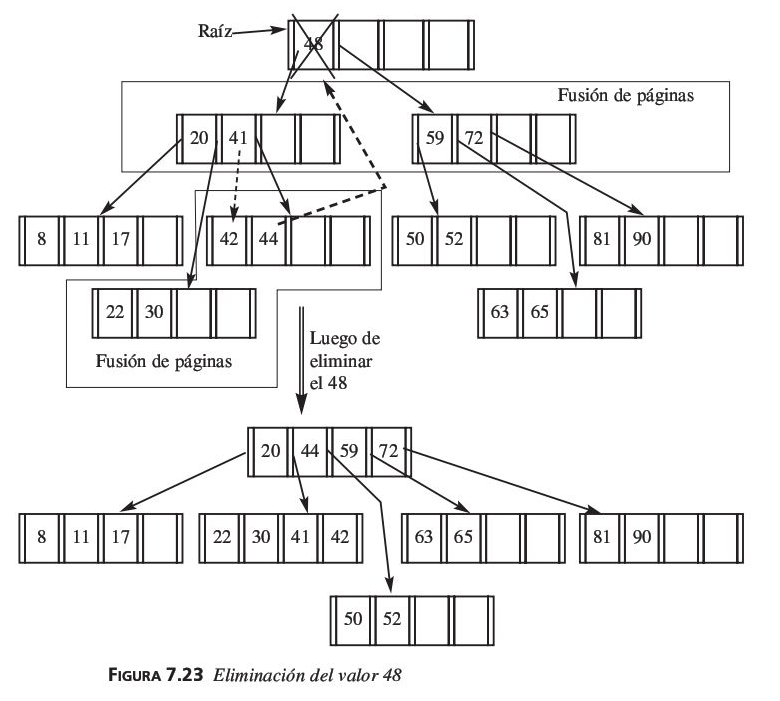 Raíz
48
Fusión de páginas
20 41
59 72
8 11 17
42 44
50 52
81 90
22 30
63 65
Fusión de páginas
Luego de
eliminar
el 48
20 44 59 72
8 11 17
22 30 41 42
63 65
81 90
50 52
FIGURA 7.23 Eliminación del valor 48